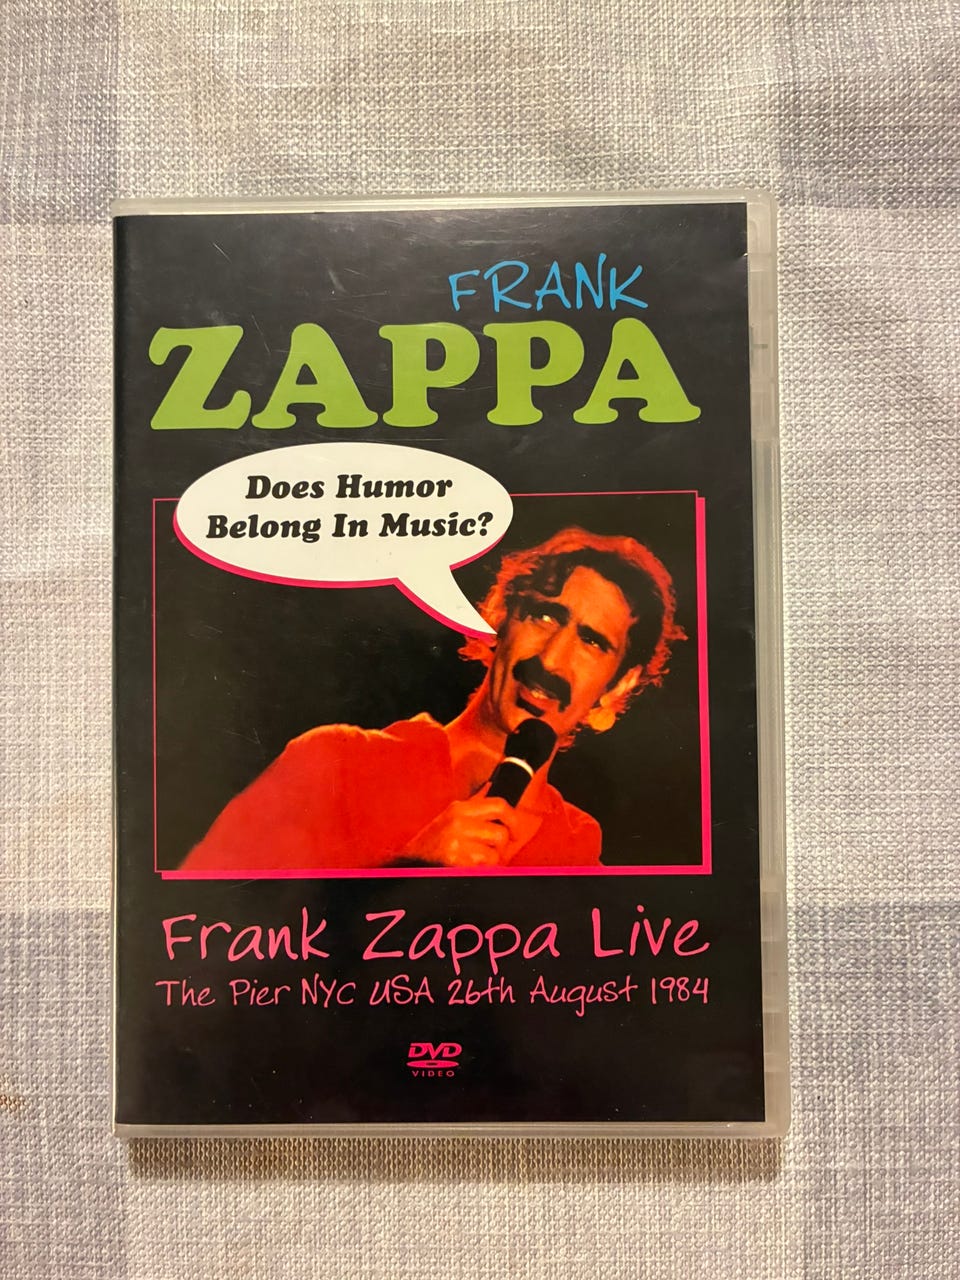 FRANK
ZAPPA
Does Humor
Belong In Music?
Frank Zappa Live
The Pier NYC USA 26th August 1984
DVD
VIDEO